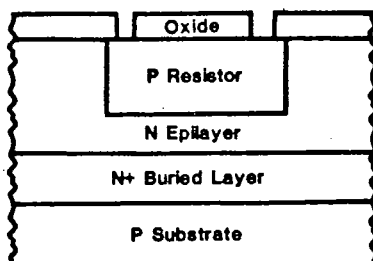 Oxide
P Resistor
N Epilayer
N+ Buried Layer
P Substrate